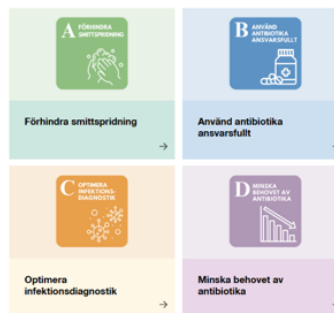 A FÖRHINDRA
SMITTSPRIDNING
Förhindra smittspridning
B ANVÄND
ANTIBIOTIKA
ANSVARSFULLT
Använd antibiotika
ansvarsfullt
C OPTIMERA
INFEKTIONS-
DIAGNOSTIK
Optimera
infektionsdiagnostik
D MINSKA
BEHOVET AV
ANTIBIOTIKA
Minska behovet av
antibiotika